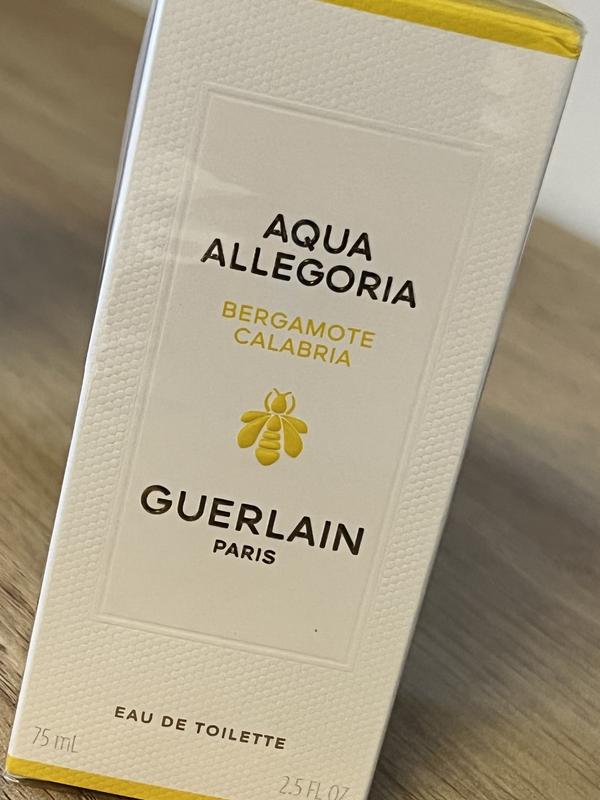 AQUA
ALLEGORIA
BERGAMOTE
CALABRIA
GUERLAIN
PARIS
EAU DE TOILETTE
75 mL
2.5 FL OZ